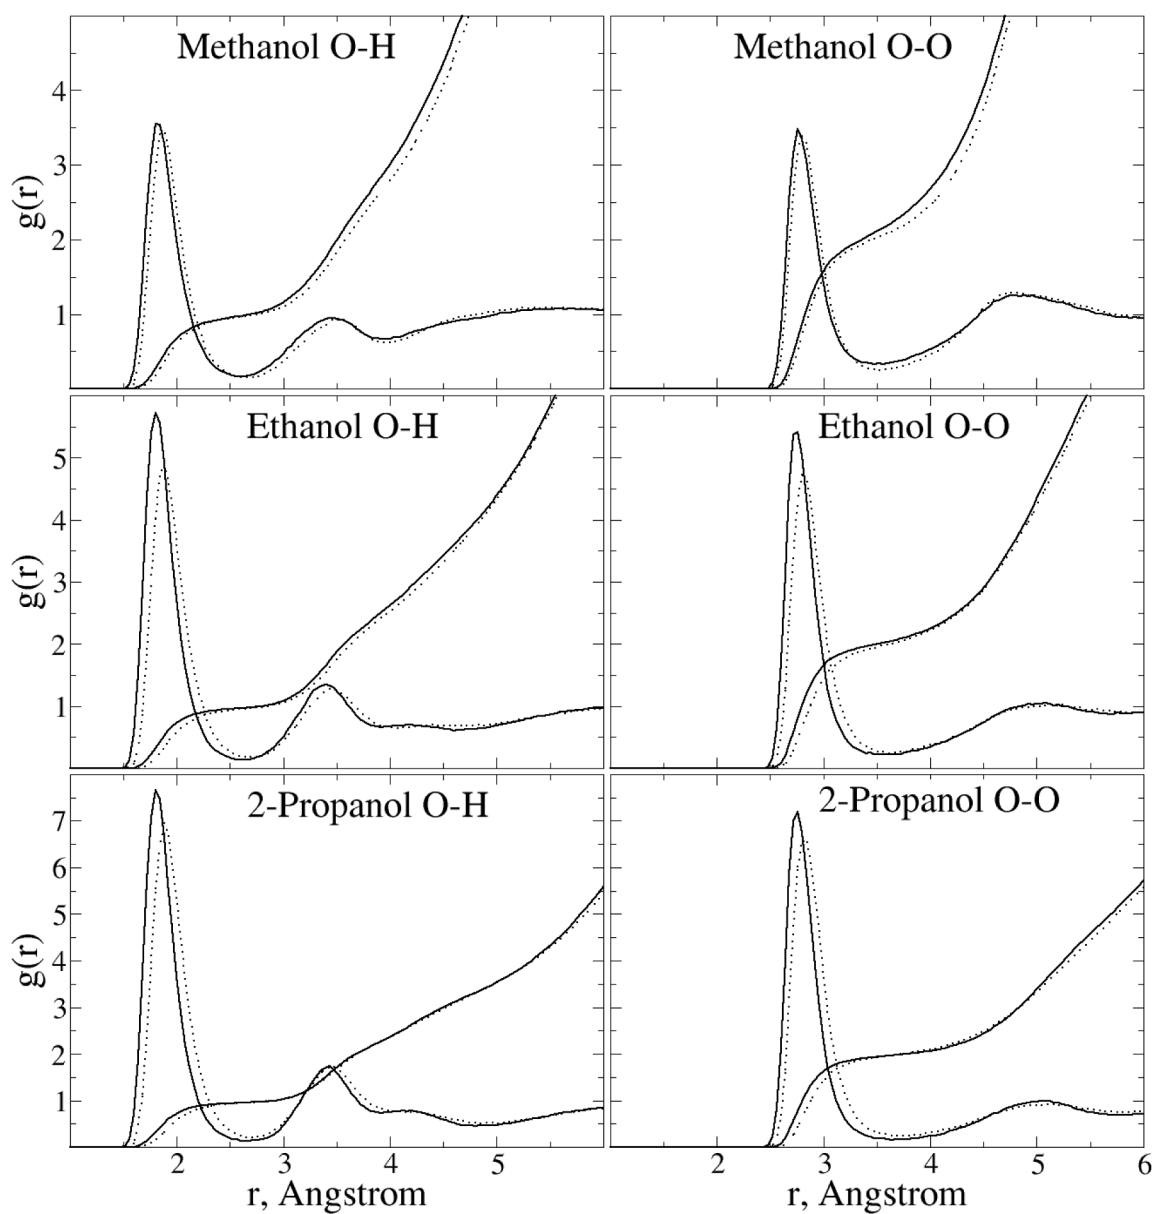 Methanol O-H
Methanol O-O
g(r)
4
3
2
1
Ethanol O-H
Ethanol O-O
g(r)
5
4
3
2
1
2-Propanol O-H
2-Propanol O-O
g(r)
7
6
5
4
3
2
1
2 3 4 5
2 3 4 5 6
r, Angstrom
r, Angstrom